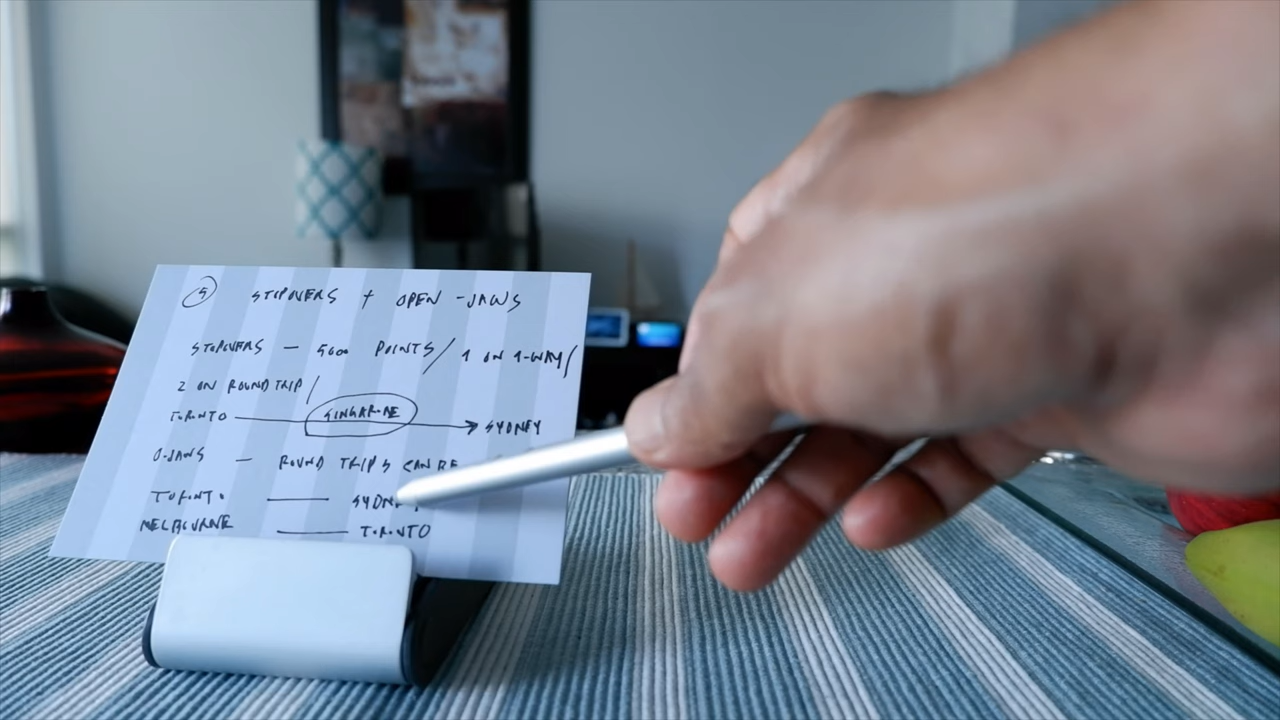 5 STOPOVERS + OPEN-JAWS
STOPOVERS — 5000 POINTS / 1 ON 1-WAY /
2 ON ROUND TRIP /
TORONTO SINGAPORE SYDNEY
O-JAWS — ROUND TRIPS CAN BE
TORONTO — SYDNEY
MELBOURNE — TORONTO